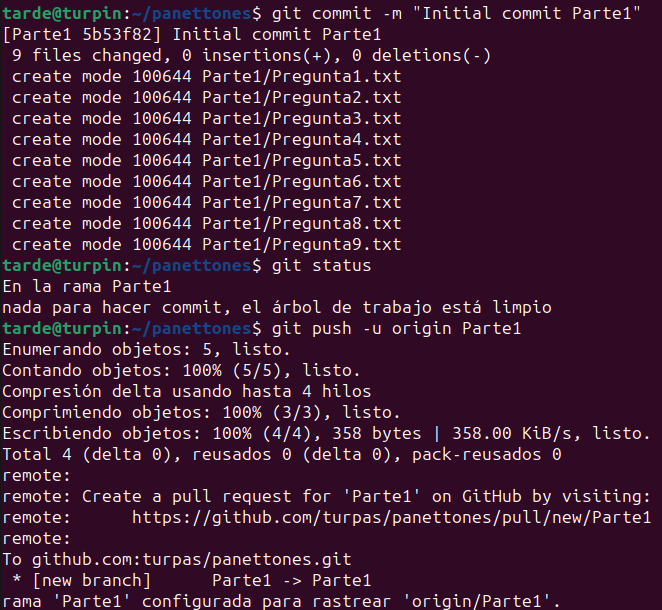 tarde@turpin:~/panettones$ git commit -m "Initial commit Parte1"
[Parte1 5b53f82] Initial commit Parte1
 9 files changed, 0 insertions(+), 0 deletions(-)
 create mode 100644 Parte1/Pregunta1.txt
 create mode 100644 Parte1/Pregunta2.txt
 create mode 100644 Parte1/Pregunta3.txt
 create mode 100644 Parte1/Pregunta4.txt
 create mode 100644 Parte1/Pregunta5.txt
 create mode 100644 Parte1/Pregunta6.txt
 create mode 100644 Parte1/Pregunta7.txt
 create mode 100644 Parte1/Pregunta8.txt
 create mode 100644 Parte1/Pregunta9.txt
tarde@turpin:~/panettones$ git status
En la rama Parte1
nada para hacer commit, el árbol de trabajo está limpio
tarde@turpin:~/panettones$ git push -u origin Parte1
Enumerando objetos: 5, listo.
Contando objetos: 100% (5/5), listo.
Compresión delta usando hasta 4 hilos
Comprimiendo objetos: 100% (3/3), listo.
Escribiendo objetos: 100% (4/4), 358 bytes | 358.00 KiB/s, listo.
Total 4 (delta 0), reusados 0 (delta 0), pack-reusados 0
remote:
remote: Create a pull request for 'Parte1' on GitHub by visiting:
remote:      https://github.com/turpas/panettones/pull/new/Parte1
remote:
To github.com:turpas/panettones.git
 * [new branch]      Parte1 -> Parte1
rama 'Parte1' configurada para rastrear 'origin/Parte1'.